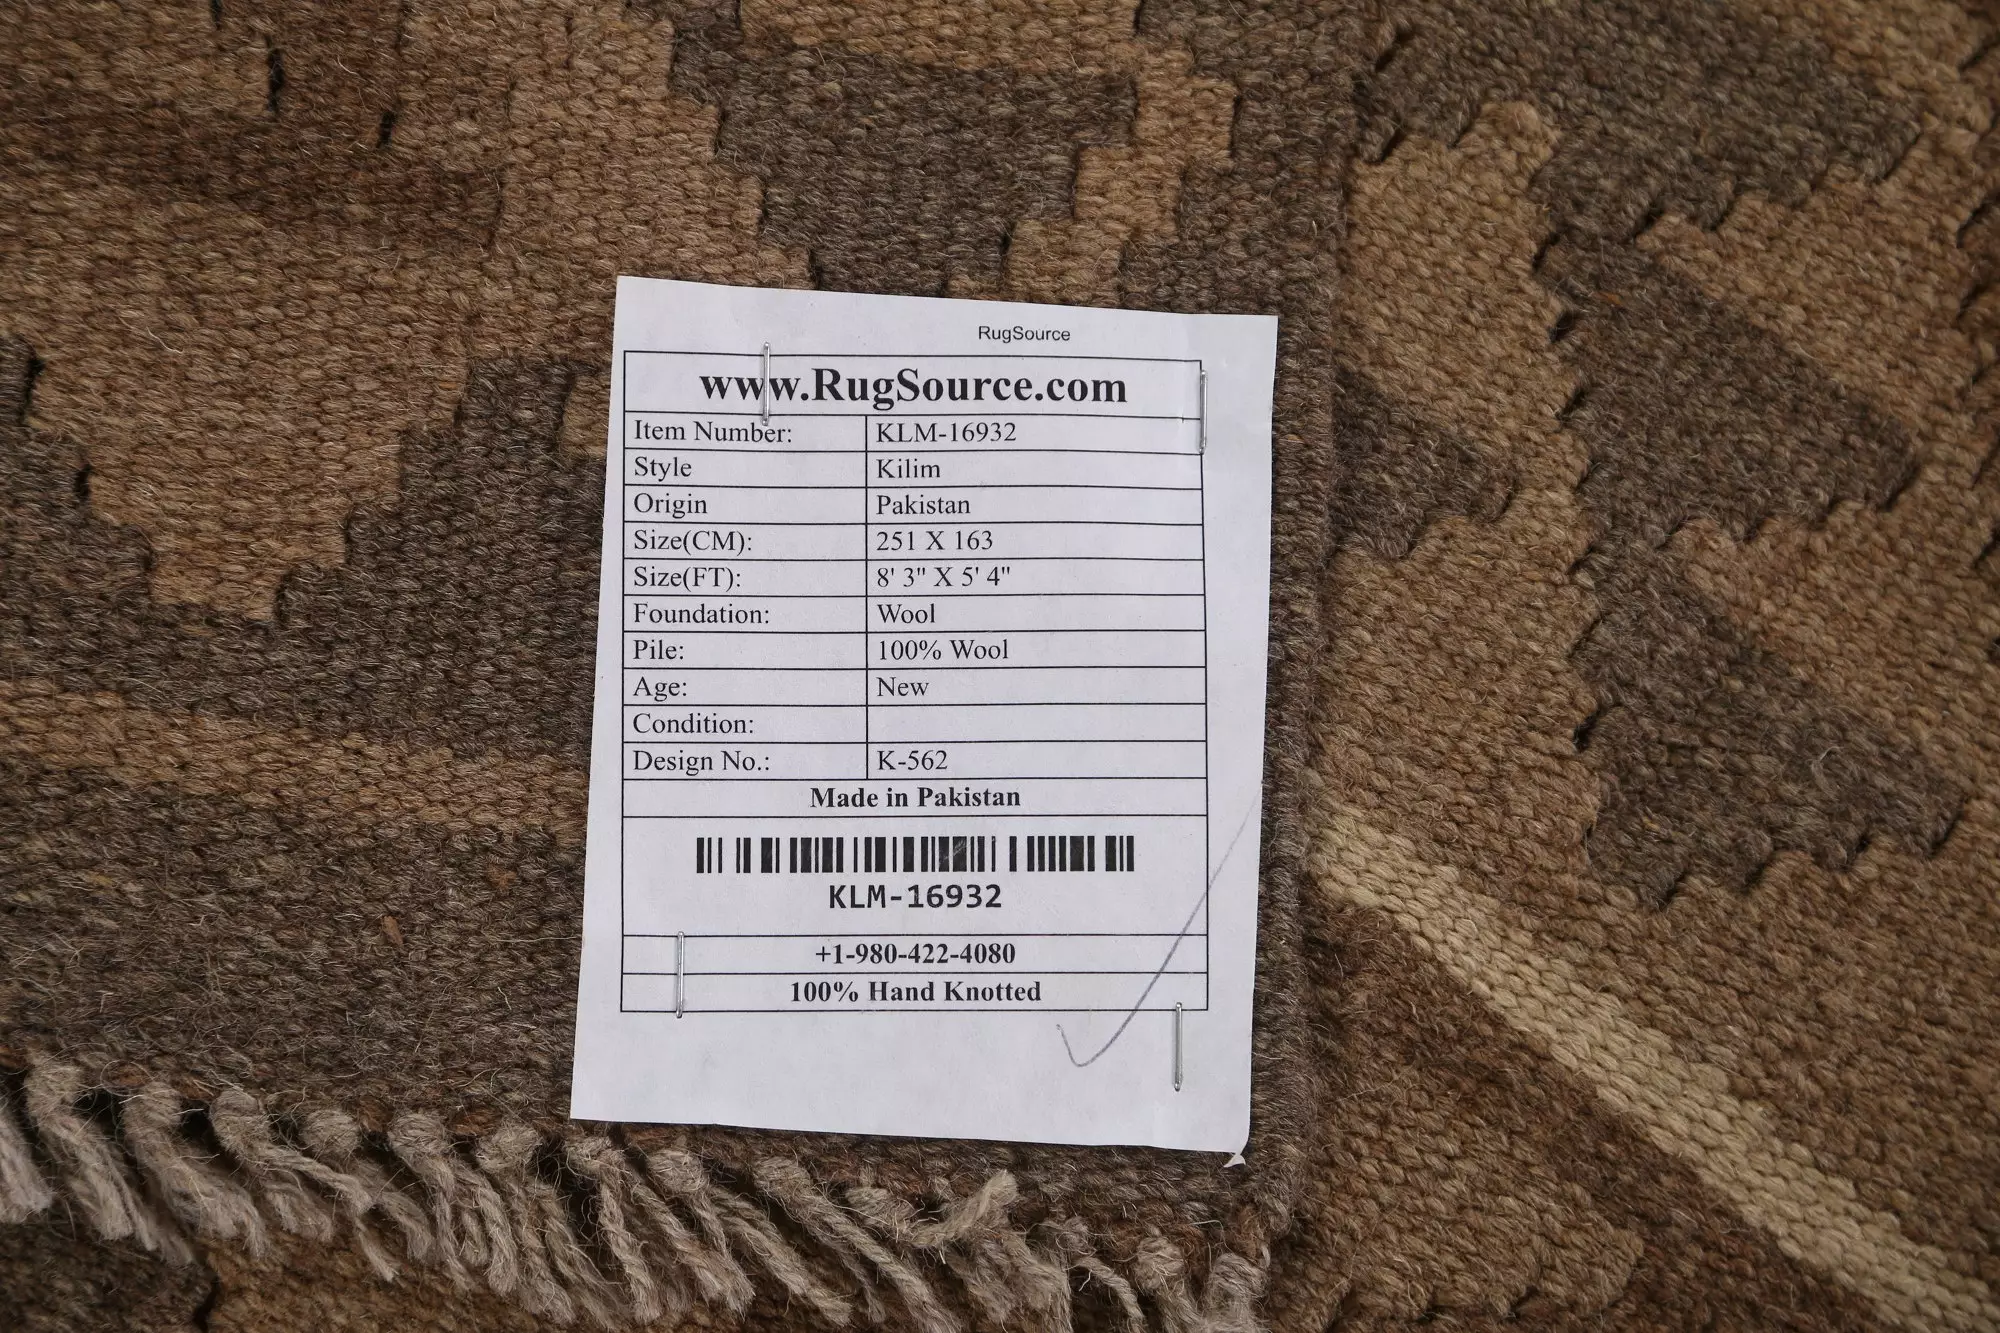 RugSource
www.RugSource.com
Item Number: KLM-16932
Style Kilim
Origin Pakistan
Size(CM): 251 X 163
Size(FT): 8' 3" X 5' 4"
Foundation: Wool
Pile: 100% Wool
Age: New
Condition:
Design No.: K-562
Made in Pakistan
KLM-16932
+1-980-422-4080
100% Hand Knotted